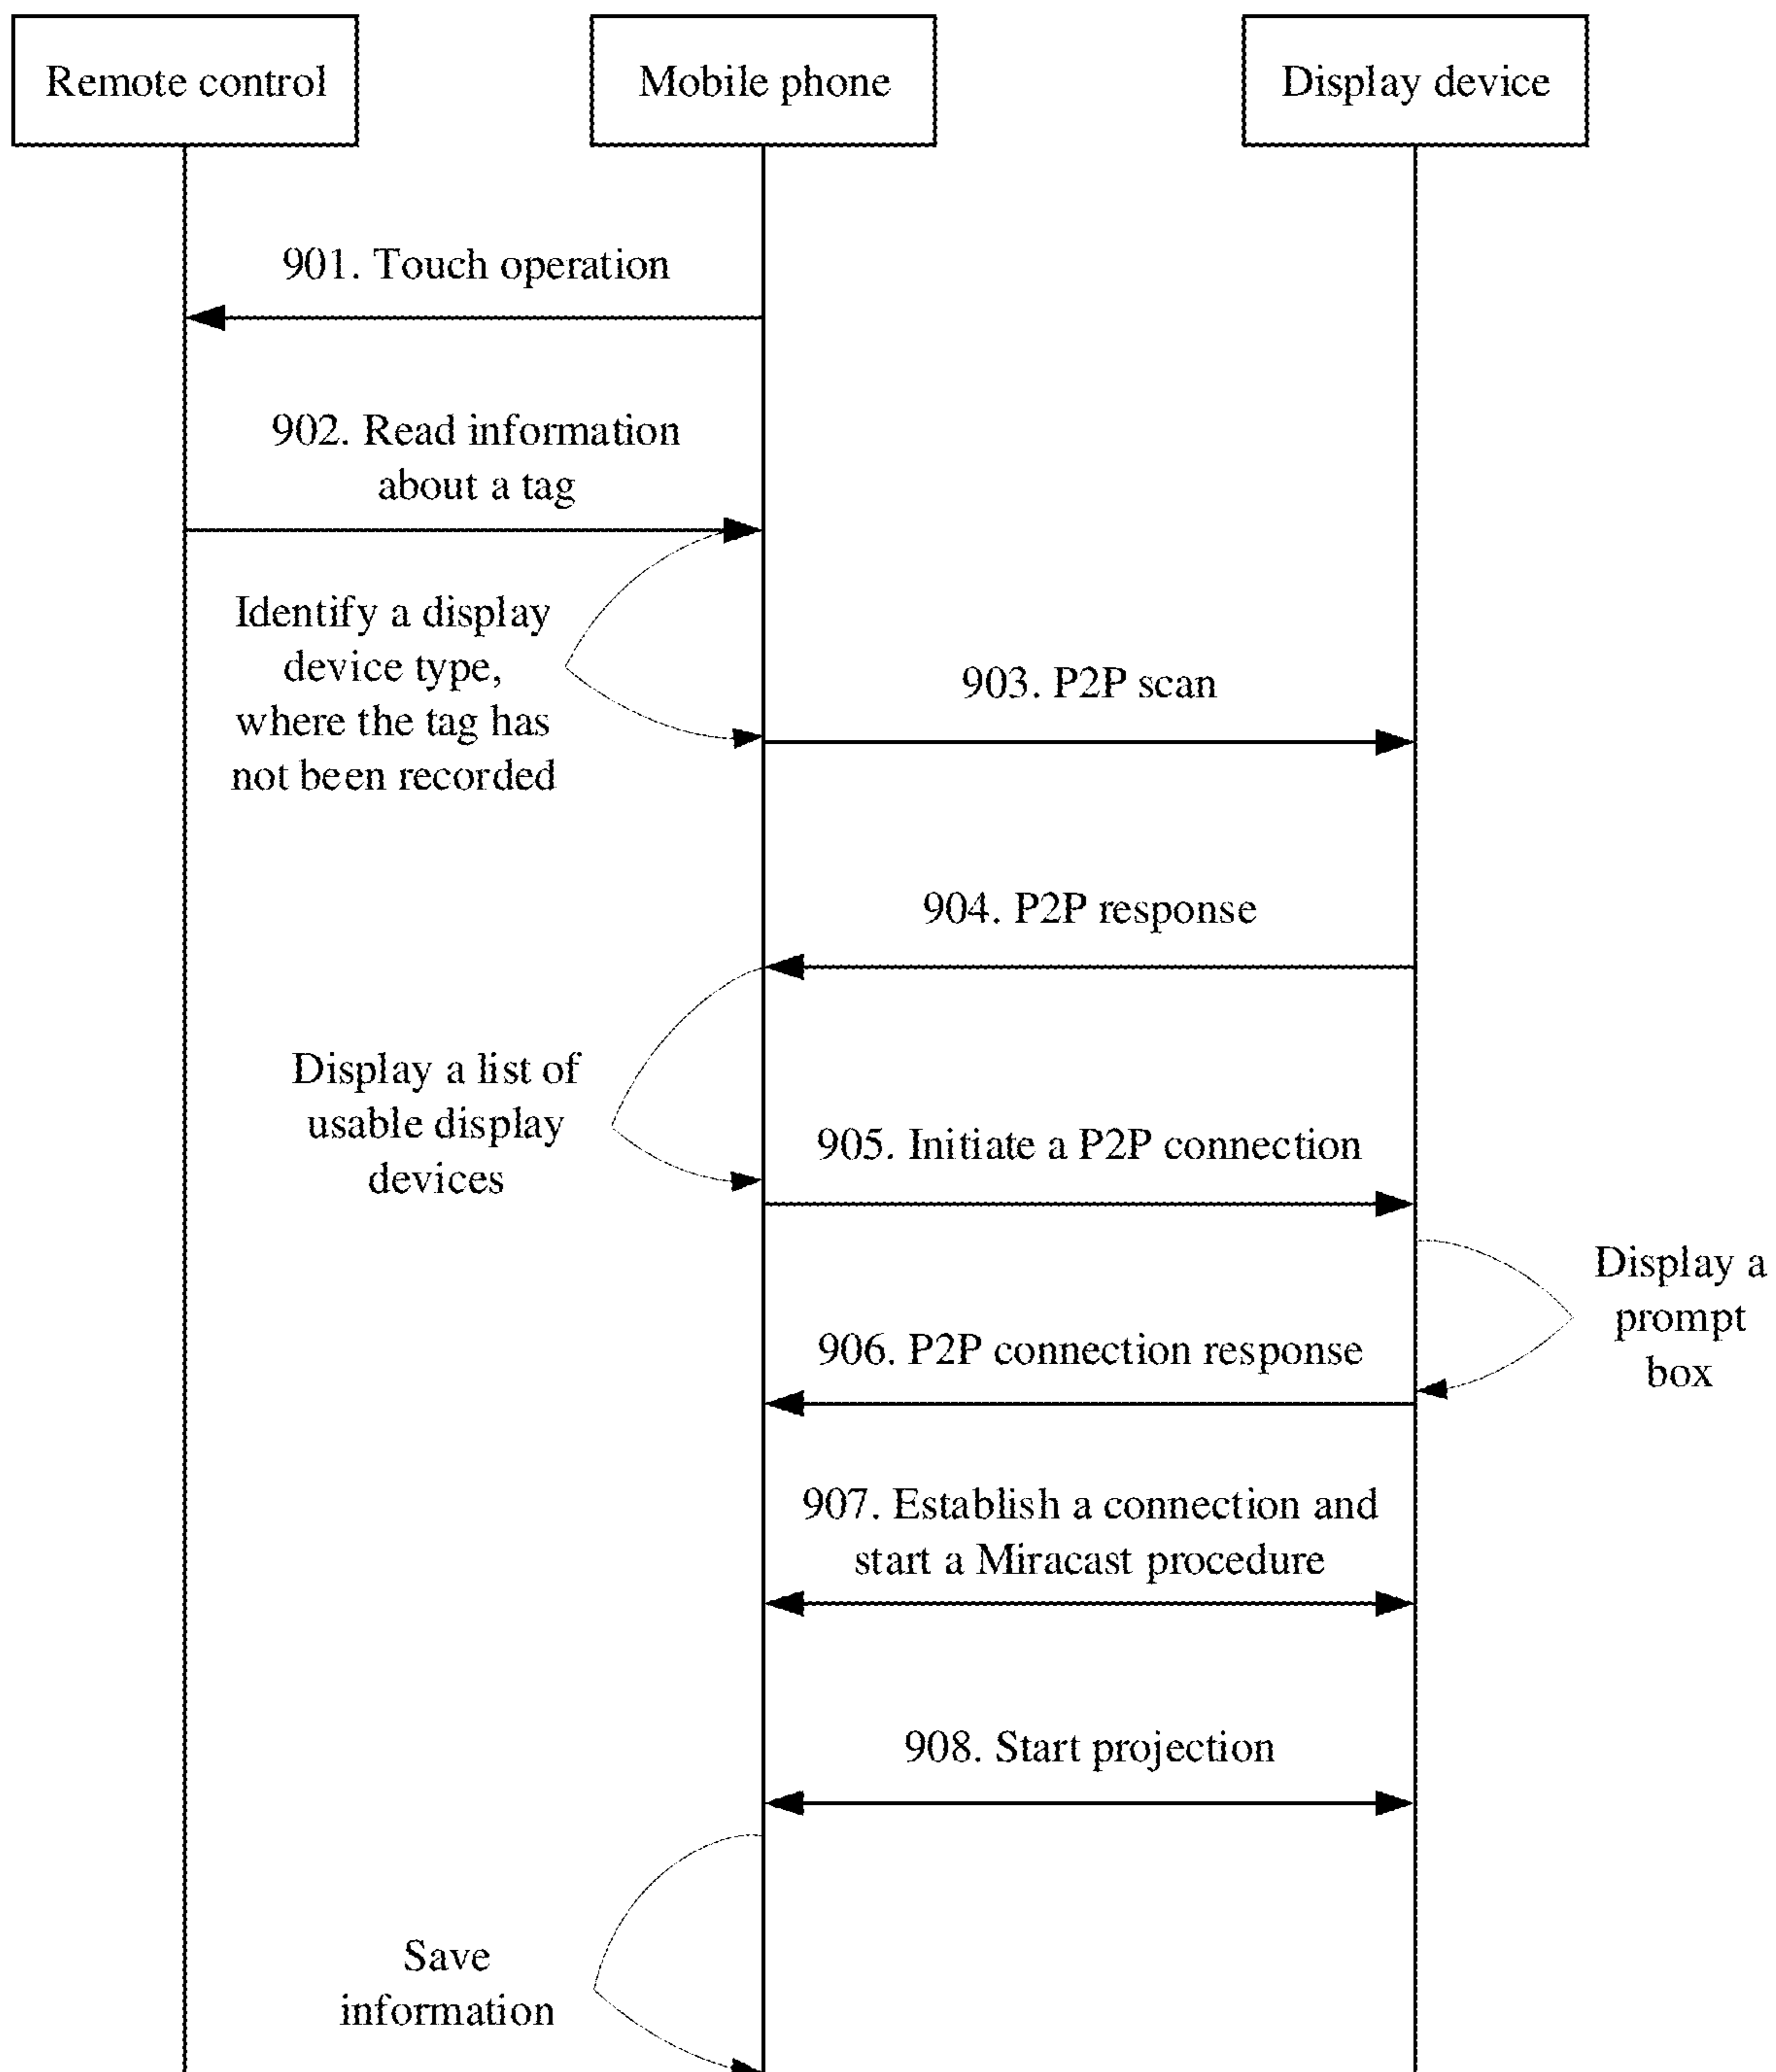 Remote control
Mobile phone
Display device
901. Touch operation
902. Read information
about a tag
Identify a display
device type,
where the tag has
not been recorded
903. P2P scan
904. P2P response
Display a list of
usable display
devices
905. Initiate a P2P connection
Display a
prompt
box
906. P2P connection response
907. Establish a connection and
start a Miracast procedure
908. Start projection
Save
information